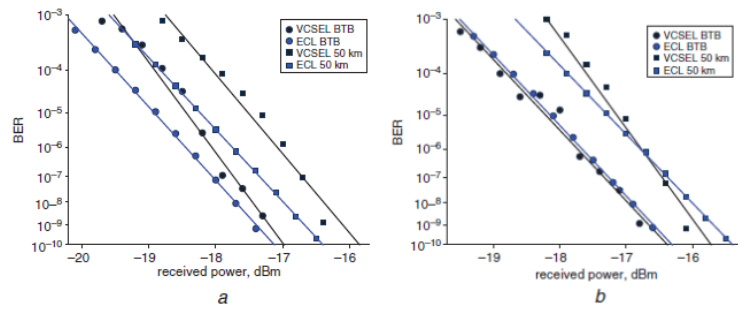 10⁻³
10⁻⁴
10⁻⁵
10⁻⁶
10⁻⁷
10⁻⁸
10⁻⁹
10⁻¹⁰
BER
VCSEL BTB
ECL BTB
VCSEL 50 km
ECL 50 km
–20 –19 –18 –17 –16
received power, dBm
a
10⁻³
10⁻⁴
10⁻⁵
10⁻⁶
10⁻⁷
10⁻⁸
10⁻⁹
10⁻¹⁰
BER
VCSEL BTB
ECL BTB
VCSEL 50 km
ECL 50 km
–19 –18 –17 –16
received power, dBm
b